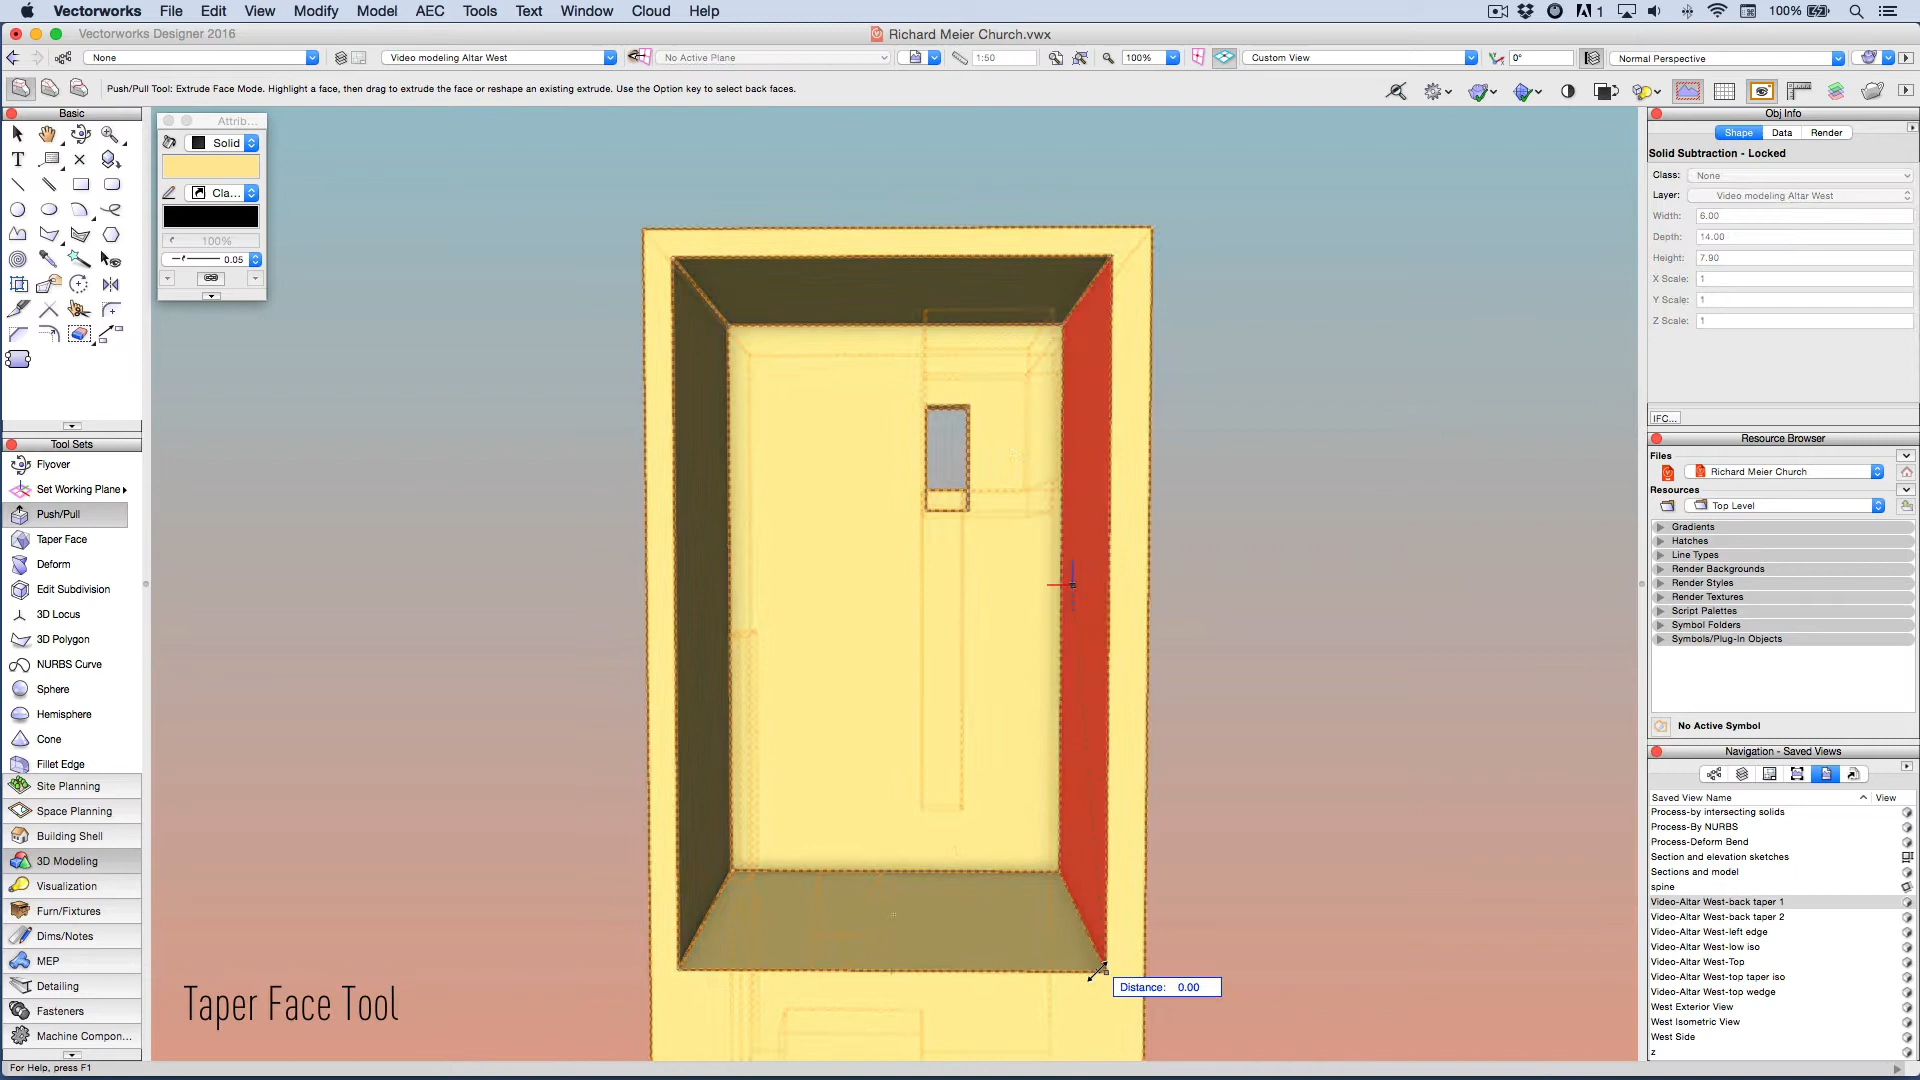 Vectorworks File Edit View Modify Model AEC Tools Text Window Cloud Help
1 100%
Vectorworks Designer 2016
Richard Meier Church.vwx
None Video modeling Altar West No Active Plane 1:50 100% Custom View 0° Normal Perspective
Push/Pull Tool: Extrude Face Mode. Highlight a face, then drag to extrude the face or reshape an existing extrude. Use the Option key to select back faces.
Basic
Attrib...
Solid
Cla...
100%
0.05
Tool Sets
Flyover
Set Working Plane
Push/Pull
Taper Face
Deform
Edit Subdivision
3D Locus
3D Polygon
NURBS Curve
Sphere
Hemisphere
Cone
Fillet Edge
Site Planning
Space Planning
Building Shell
3D Modeling
Visualization
Furn/Fixtures
Dims/Notes
MEP
Detailing
Fasteners
Machine Compon...
For Help, press F1
Taper Face Tool
Distance: 0.00
Obj Info
Shape Data Render
Solid Subtraction - Locked
Class: None
Layer: Video modeling Altar West
Width: 6.00
Depth: 14.00
Height: 7.90
X Scale: 1
Y Scale: 1
Z Scale: 1
IFC...
Resource Browser
Files
Richard Meier Church
Resources
Top Level
Gradients
Hatches
Line Types
Render Backgrounds
Render Styles
Render Textures
Script Palettes
Symbol Folders
Symbols/Plug-In Objects
No Active Symbol
Navigation - Saved Views
Saved View Name View
Process-by intersecting solids
Process-By NURBS
Process-Deform Bend
Section and elevation sketches
Sections and model
spine
Video-Altar West-back taper 1
Video-Altar West-back taper 2
Video-Altar West-left edge
Video-Altar West-low iso
Video-Altar West-Top
Video-Altar West-top taper iso
Video-Altar West-top wedge
West Exterior View
West Isometric View
West Side
z